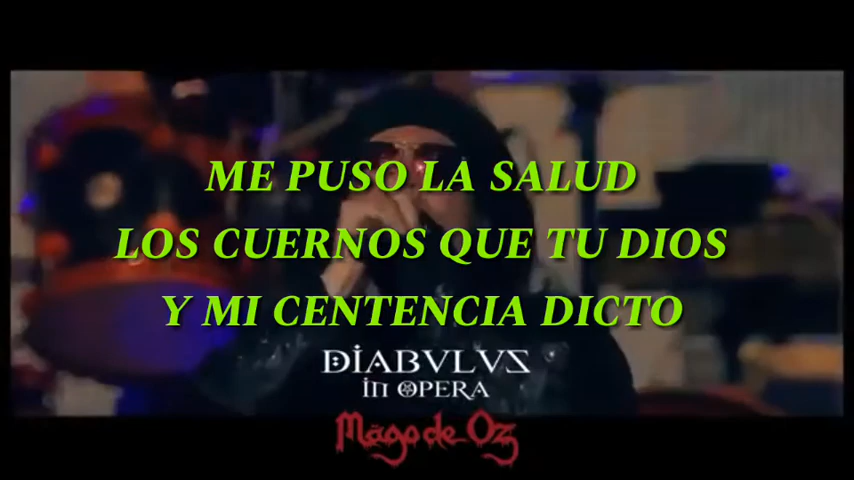 ME PUSO LA SALUD
LOS CUERNOS QUE TU DIOS
Y MI CENTENCIA DICTO
DIABVLVS
IN OPERA
Mägo de Oz